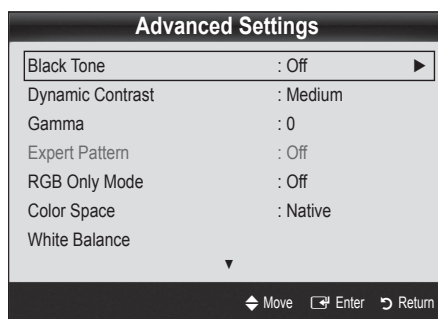 Advanced Settings
Black Tone : Off ▶
Dynamic Contrast : Medium
Gamma : 0
Expert Pattern : Off
RGB Only Mode : Off
Color Space : Native
White Balance
▼
Move Enter Return